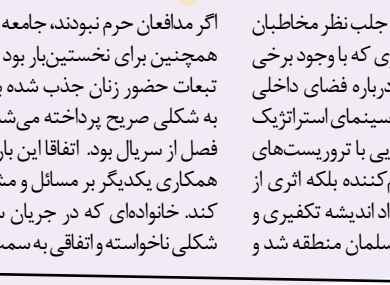 جلب نظر مخاطبان
ی که با وجود برخی
درباره فضای داخلی
سینمای استراتژیک
یی با تروریست‌های
کننده بلکه اثری از
اد اندیشه تکفیری و
سلمان منطقه شد و
اگر مدافعان حرم نبودند، جامعه
همچنین برای نخستین‌بار بود
تبعات حضور زنان جذب شده
به شکلی صریح پرداخته می‌ش
فصل از سریال بود. اتفاقا این بار
همکاری یکدیگر بر مسائل و مش
کند. خانواده‌ای که در جریان س
شکلی ناخواسته و اتفاقی به سمت